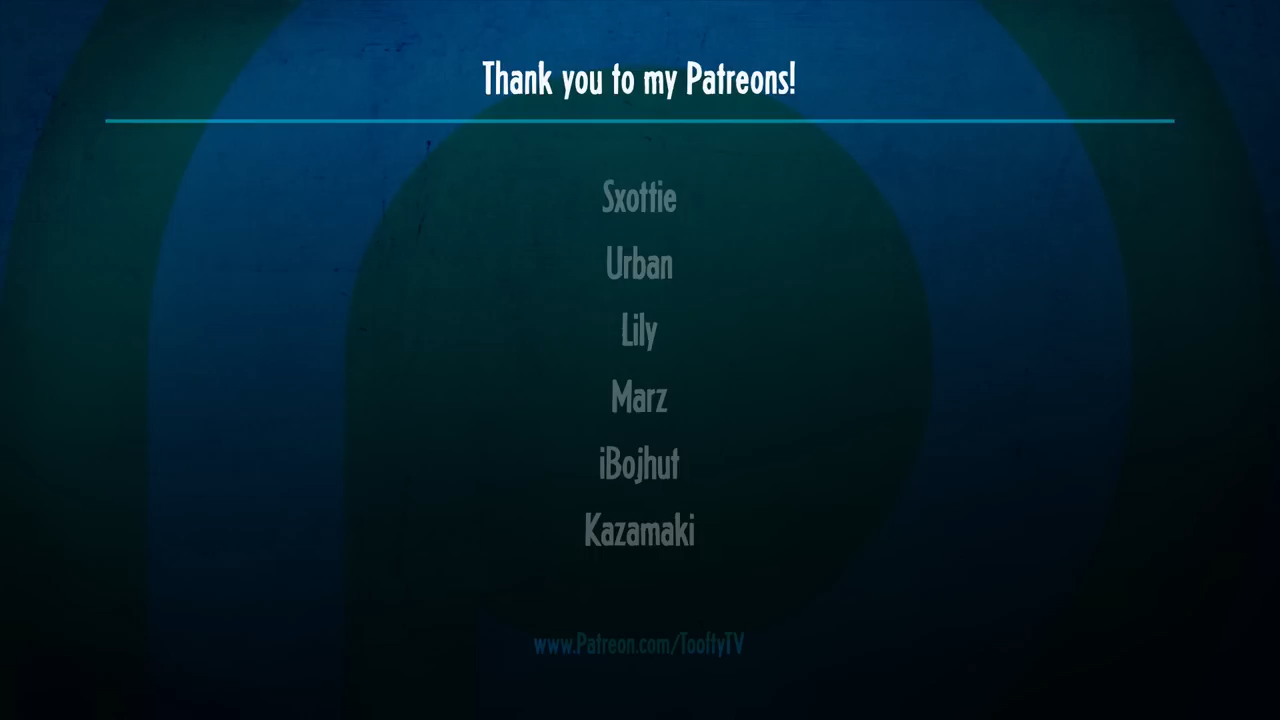 Thank you to my Patreons!
Sxottie
Urban
Lily
Marz
iBojhut
Kazamaki
www.Patreon.com/TooftyTV